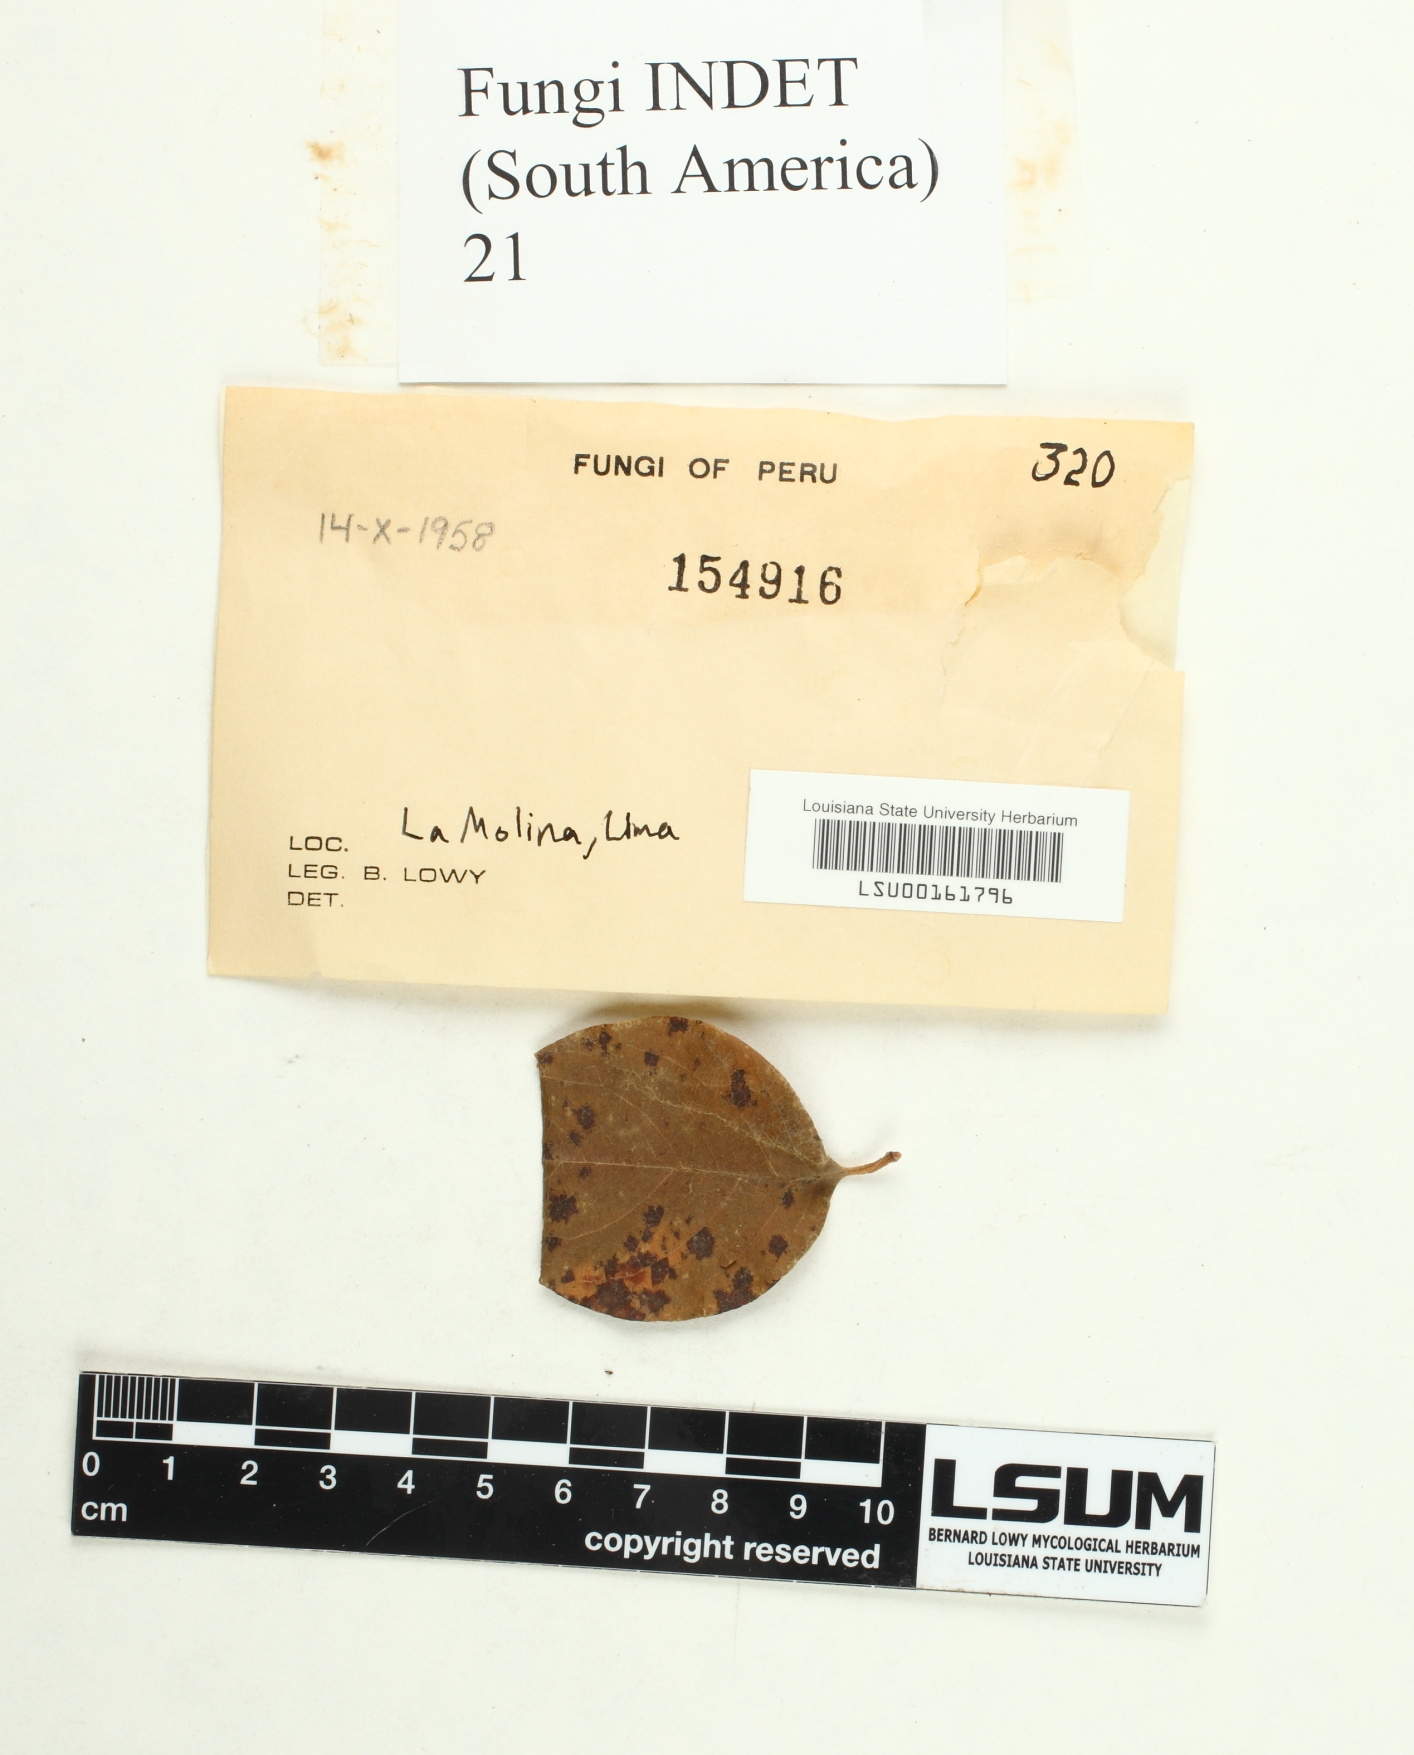 Fungi INDET
(South America)
21
FUNGI OF PERU
320
14-X-1958
154916
LOC. La Molina, Lima
LEG. B. LOWY
DET.
Louisiana State University Herbarium
LSU00161796
0 1 2 3 4 5 6 7 8 9 10
cm
copyright reserved
LSUM
BERNARD LOWY MYCOLOGICAL HERBARIUM
LOUISIANA STATE UNIVERSITY